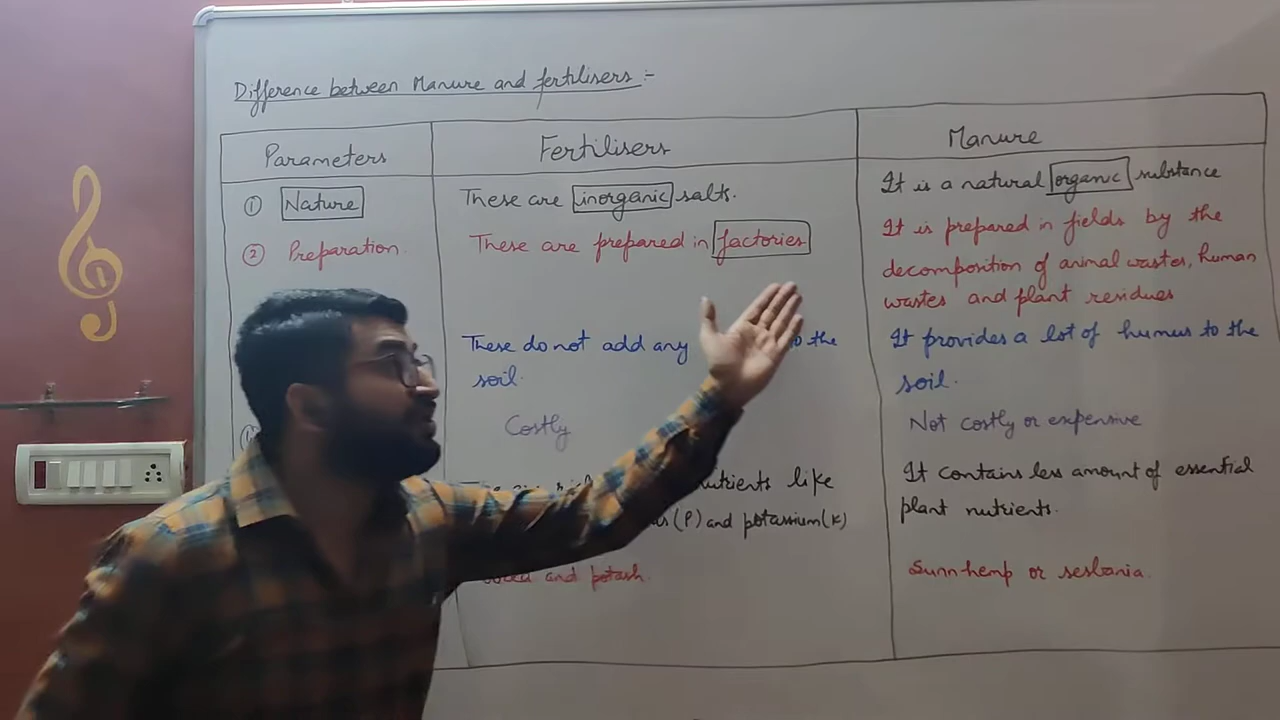 Difference between Manure and fertilisers :-
Parameters
Fertilisers
Manure
① Nature
These are inorganic salts.
It is a natural organic substance
② Preparation.
These are prepared in factories
It is prepared in fields by the
decomposition of animal wastes, human
wastes and plant residues
These do not add any to the
soil.
It provides a lot of humus to the
soil.
Costly
Not costly or expensive
like
(P) and potassium(K)
It contains less amount of essential
plant nutrients.
and potash.
Sunnhemp or sesbania.